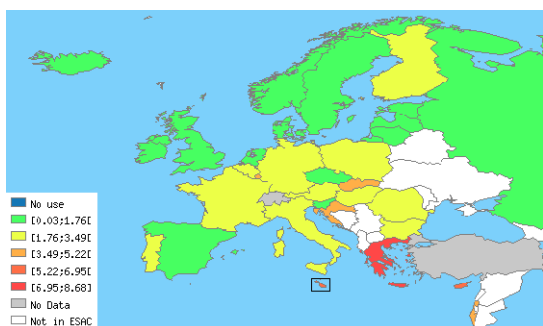 No use
[0.03;1.76[
[1.76;3.49[
[3.49;5.22[
[5.22;6.95[
[6.95;8.68]
No Data
Not in ESAC